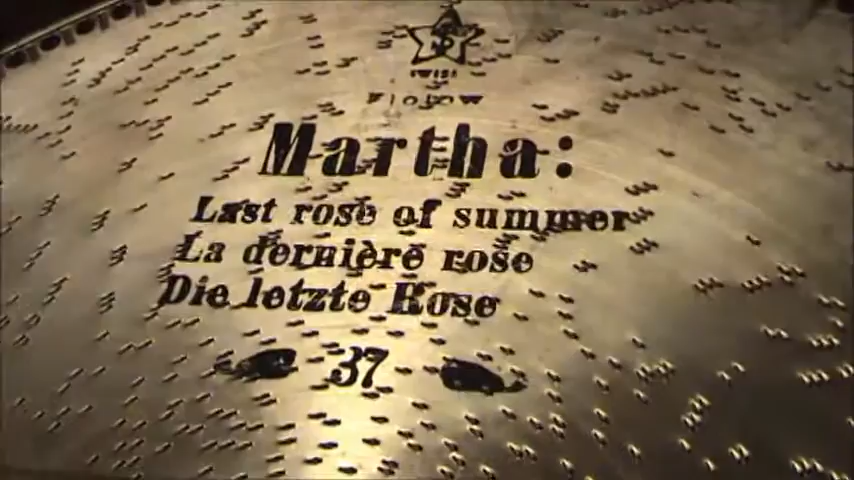 Flotow
Martha:
Last rose of summer
La dernière rose
Die letzte Rose
37